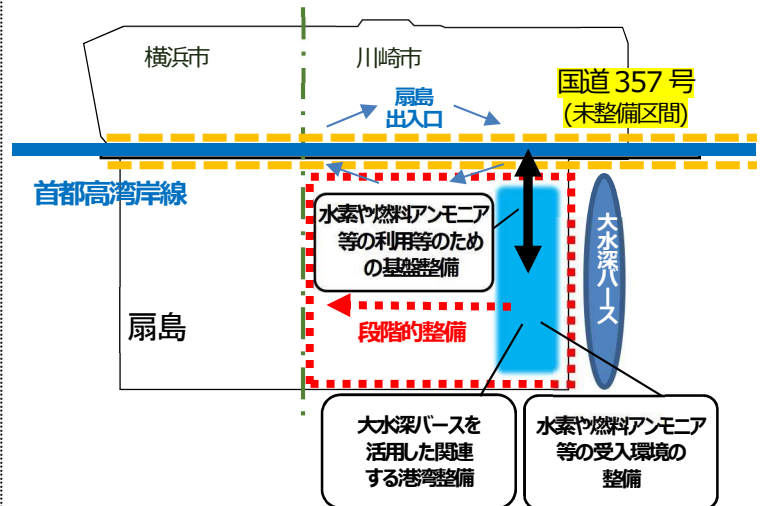 横浜市
川崎市
国道357号
(未整備区間)
扇島
出入口
首都高湾岸線
水素や燃料アンモニア
等の利用等のため
の基盤整備
大水深バース
扇島
段階的整備
大水深バースを
活用した関連
する港湾整備
水素や燃料アンモニア
等の受入環境の
整備